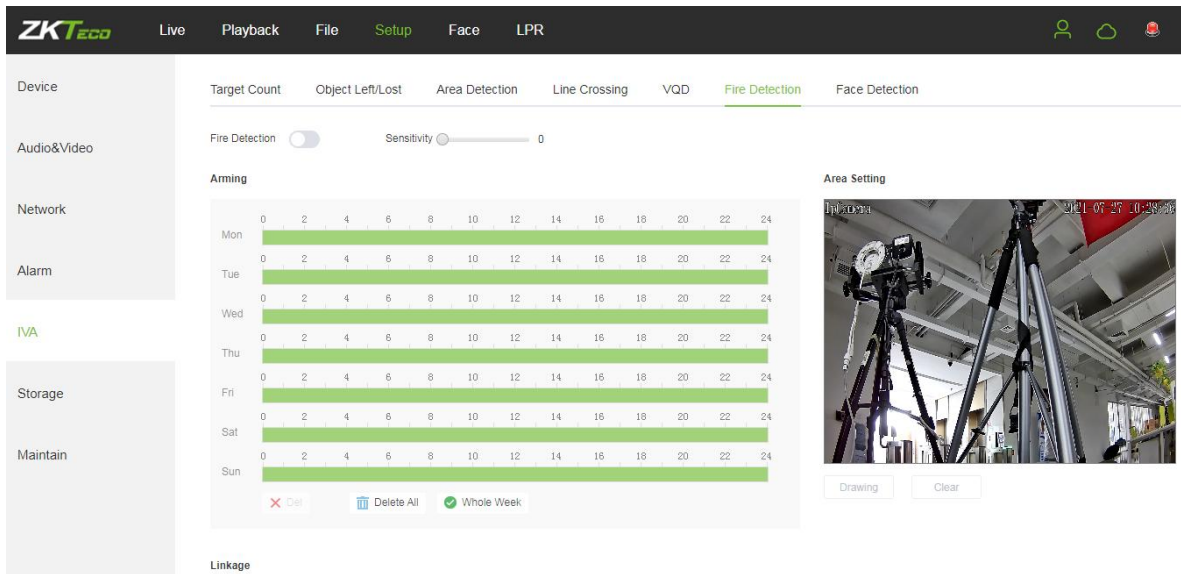 ZKTECO Live Playback File Setup Face LPR
Device
Audio&Video
Network
Alarm
IVA
Storage
Maintain
Target Count Object Left/Lost Area Detection Line Crossing VQD Fire Detection Face Detection
Fire Detection Sensitivity 0
Arming
0 2 4 6 8 10 12 14 16 18 20 22 24
Mon
0 2 4 6 8 10 12 14 16 18 20 22 24
Tue
0 2 4 6 8 10 12 14 16 18 20 22 24
Wed
0 2 4 6 8 10 12 14 16 18 20 22 24
Thu
0 2 4 6 8 10 12 14 16 18 20 22 24
Fri
0 2 4 6 8 10 12 14 16 18 20 22 24
Sat
0 2 4 6 8 10 12 14 16 18 20 22 24
Sun
Del Delete All Whole Week
Area Setting
2021-07-27
Drawing Clear
Linkage